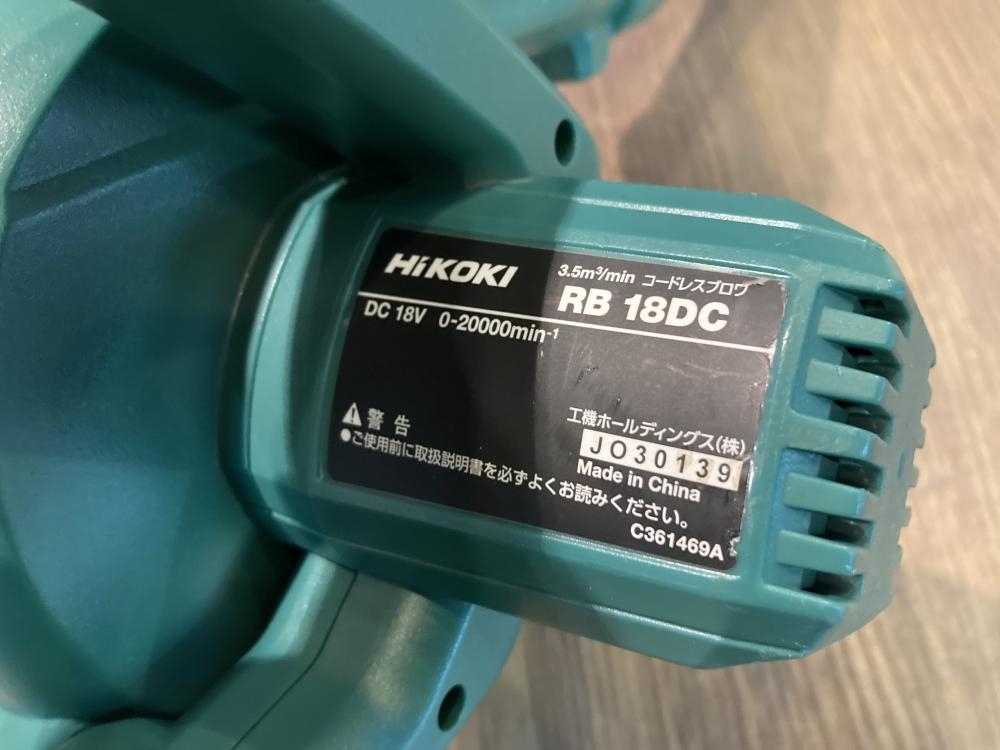 HiKOKI
3.5m³/min コードレスブロワ
RB 18DC
DC 18V 0-20000min⁻¹
警告
●ご使用前に取扱説明書を必ずよくお読みください。
工機ホールディングス(株)
JO30139
Made in China
C361469A